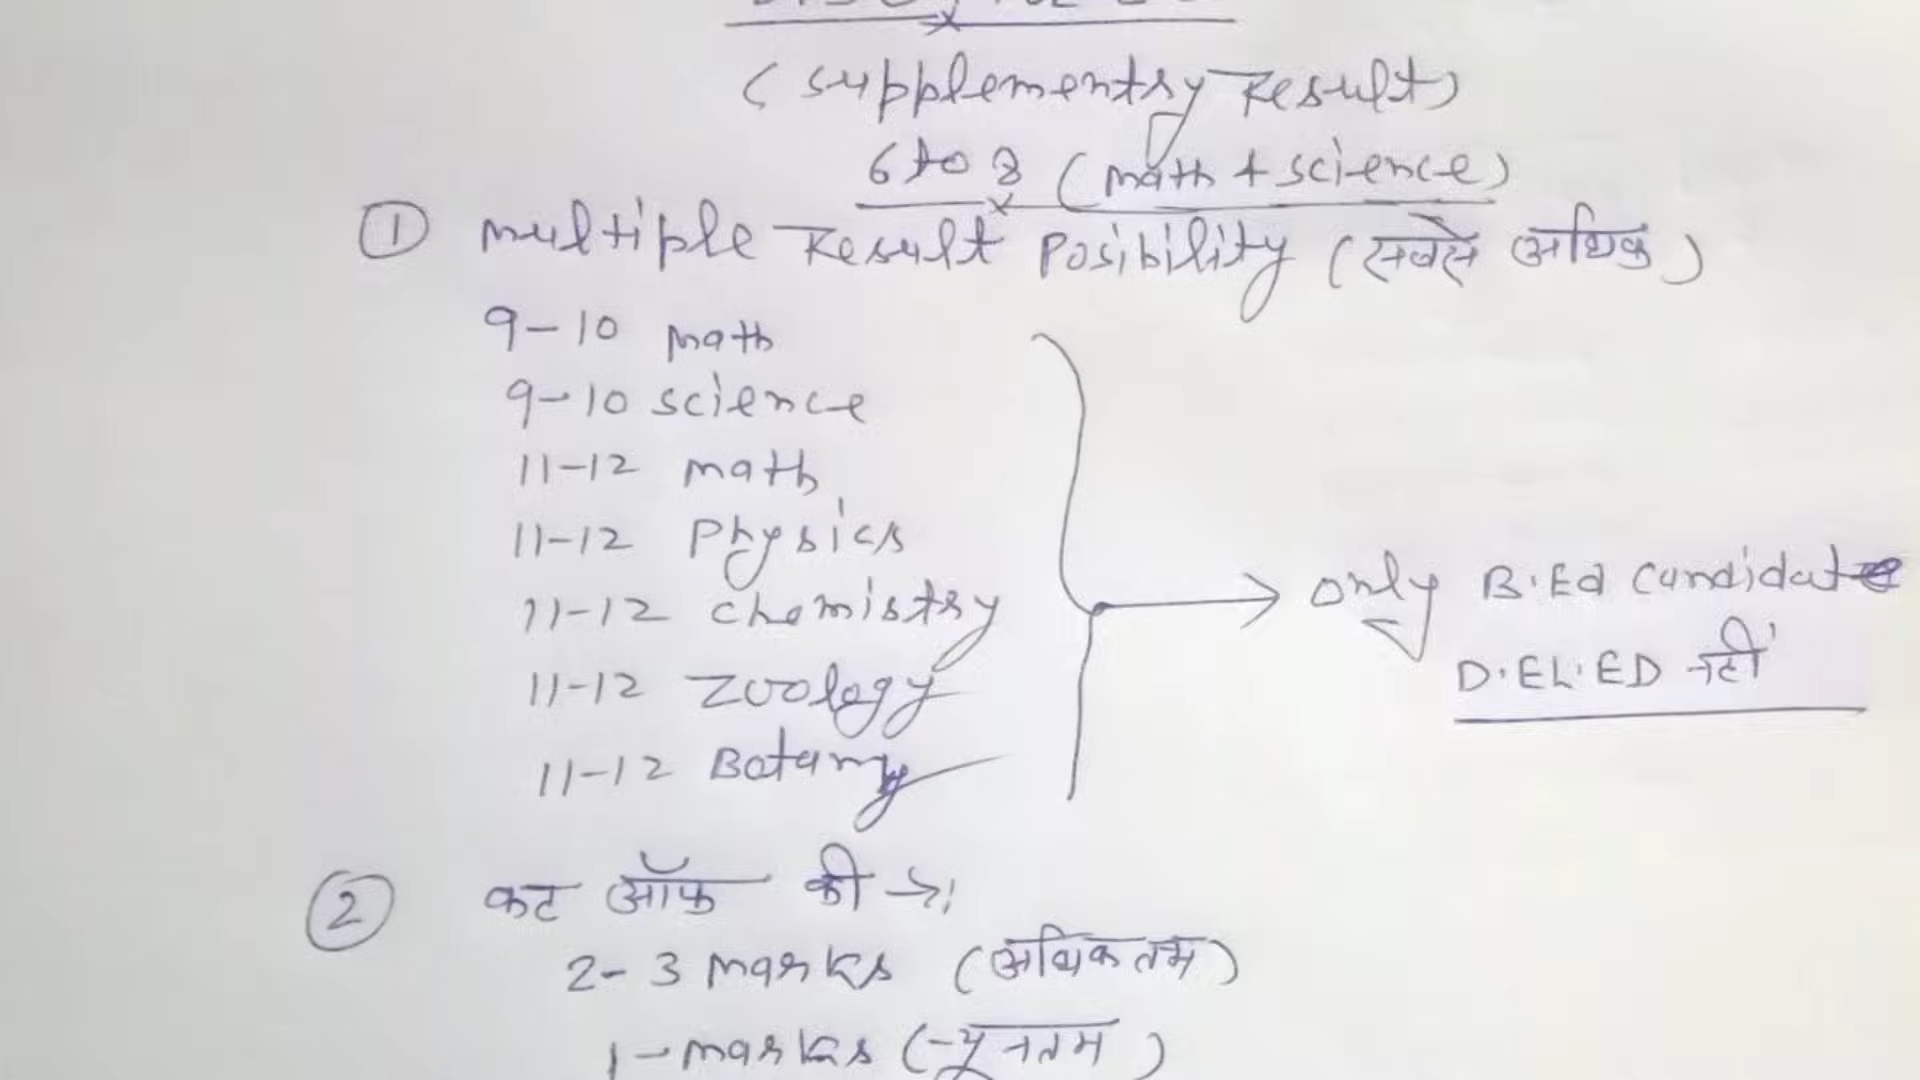 (supplementry Result)
6 to 8 (math + science)
① multiple Result Posibility (सबसे अधिक)
9-10 math
9-10 science
11-12 math
11-12 Physics
11-12 chemistry
11-12 Zoology
11-12 Botany
only B.Ed Candidate
D.EL.ED नहीं
② कट ऑफ की →:
2-3 marks (अधिकतम)
1-marks (न्यूनतम)